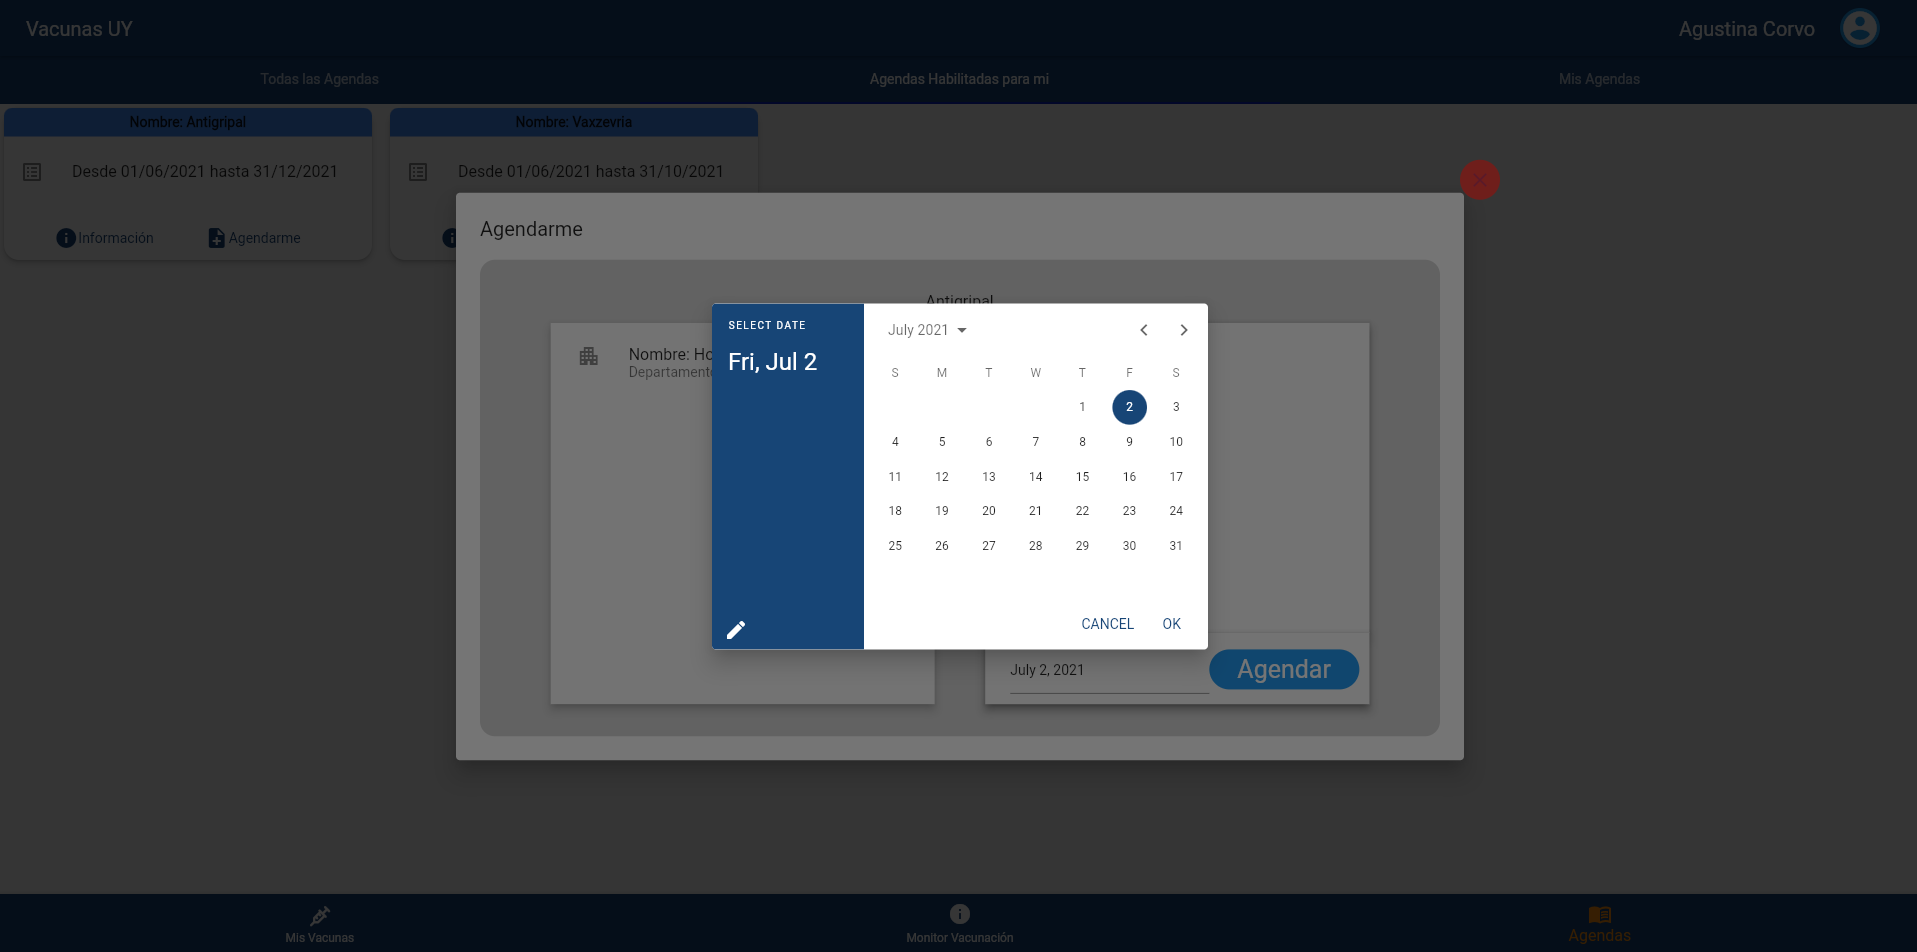 Vacunas UY
Agustina Corvo
Todas las Agendas
Agendas Habilitadas para mi
Mis Agendas
Nombre: Antigripal
Nombre: Vaxzevria
Desde 01/06/2021 hasta 31/12/2021
Desde 01/06/2021 hasta 31/10/2021
Información
Agendarme
Agendarme
Antigripal
Nombre: Ho
Departament
SELECT DATE
Fri, Jul 2
July 2021
S M T W T F S
1 2 3
4 5 6 7 8 9 10
11 12 13 14 15 16 17
18 19 20 21 22 23 24
25 26 27 28 29 30 31
CANCEL OK
July 2, 2021
Agendar
Mis Vacunas
Monitor Vacunación
Agendas